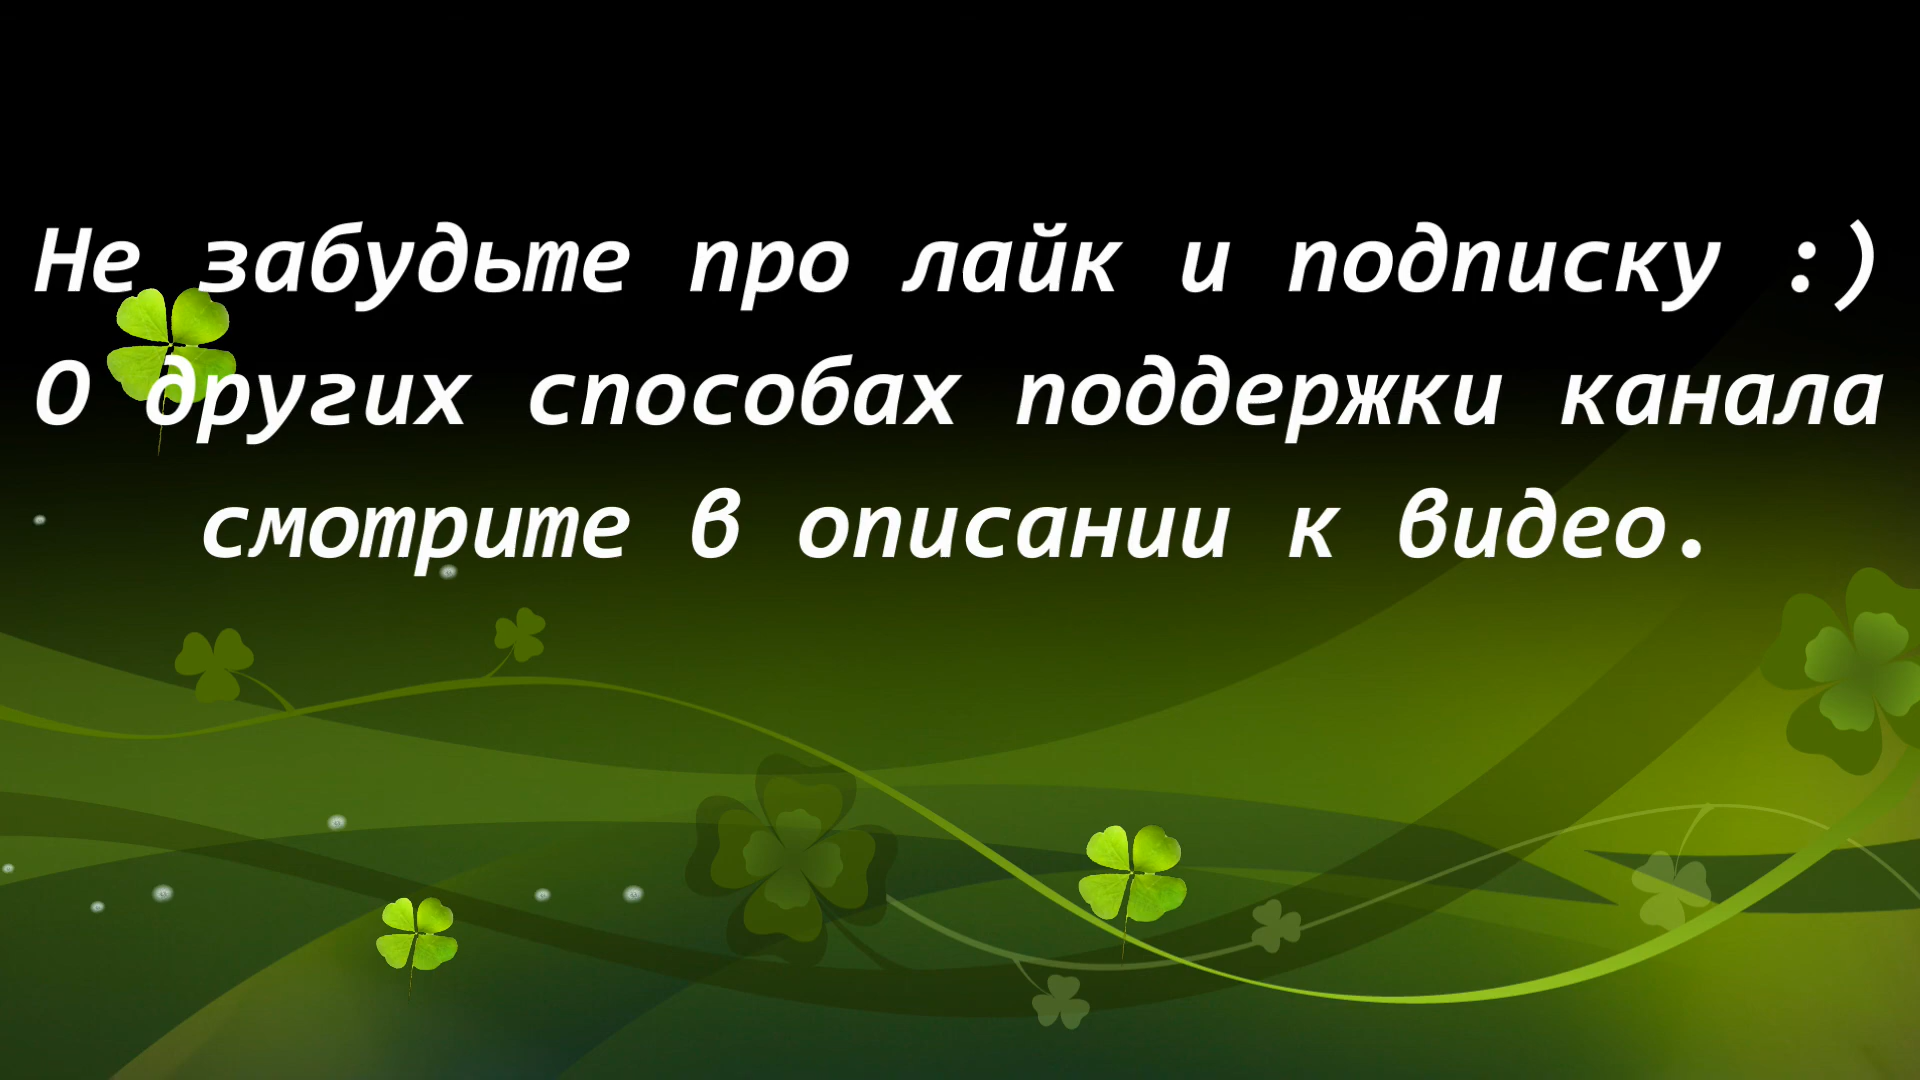 Не забудьте про лайк и подписку :)
О других способах поддержки канала
смотрите в описании к видео.